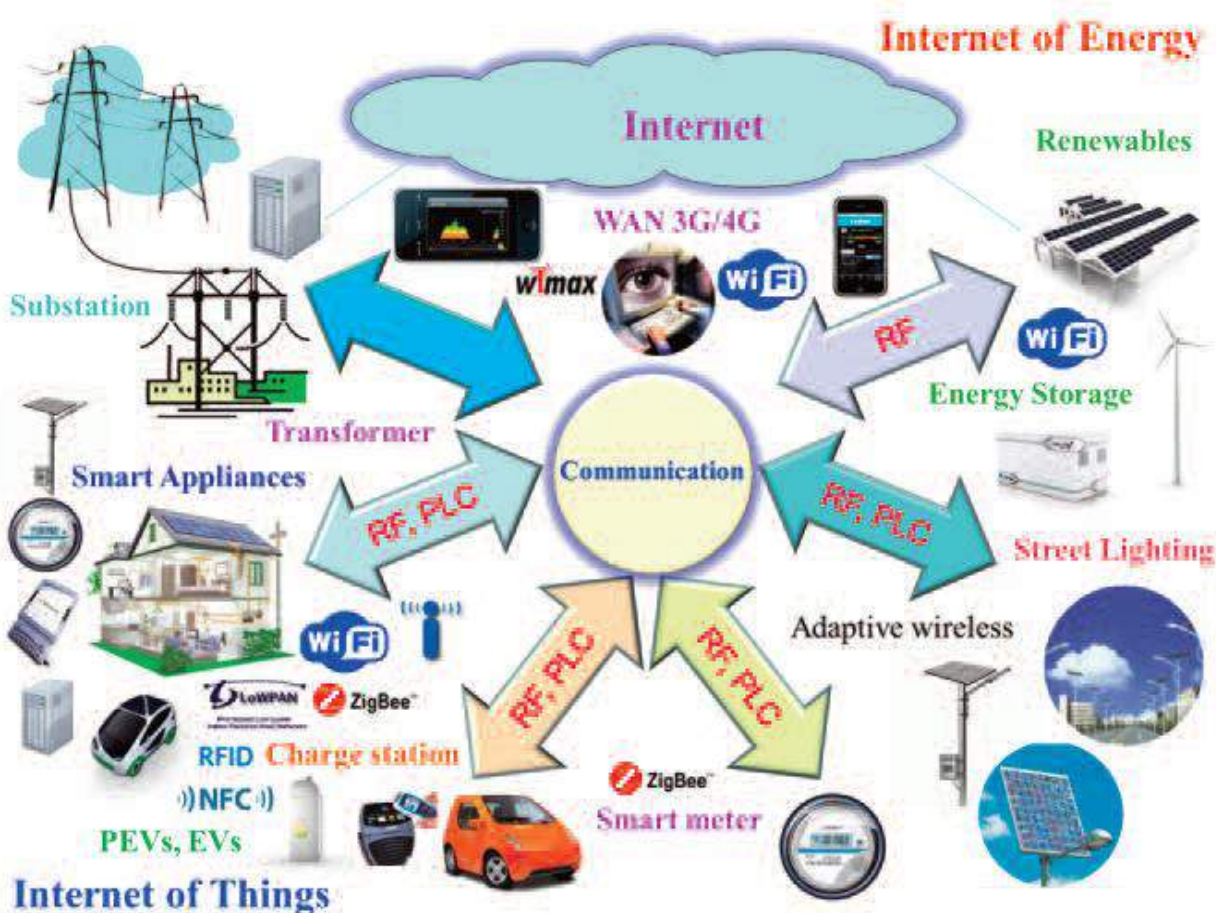 Internet of Energy
Internet
Renewables
WAN 3G/4G
wimax
Wi Fi
RF
Wi Fi
Substation
Energy Storage
Transformer
Communication
Smart Appliances
RF, PLC
RF, PLC
Street Lighting
Adaptive wireless
Wi Fi
RF, PLC
RF, PLC
LoWPAN
ZigBee™
RFID
Charge station
NFC
ZigBee™
Smart meter
PEVs, EVs
Internet of Things